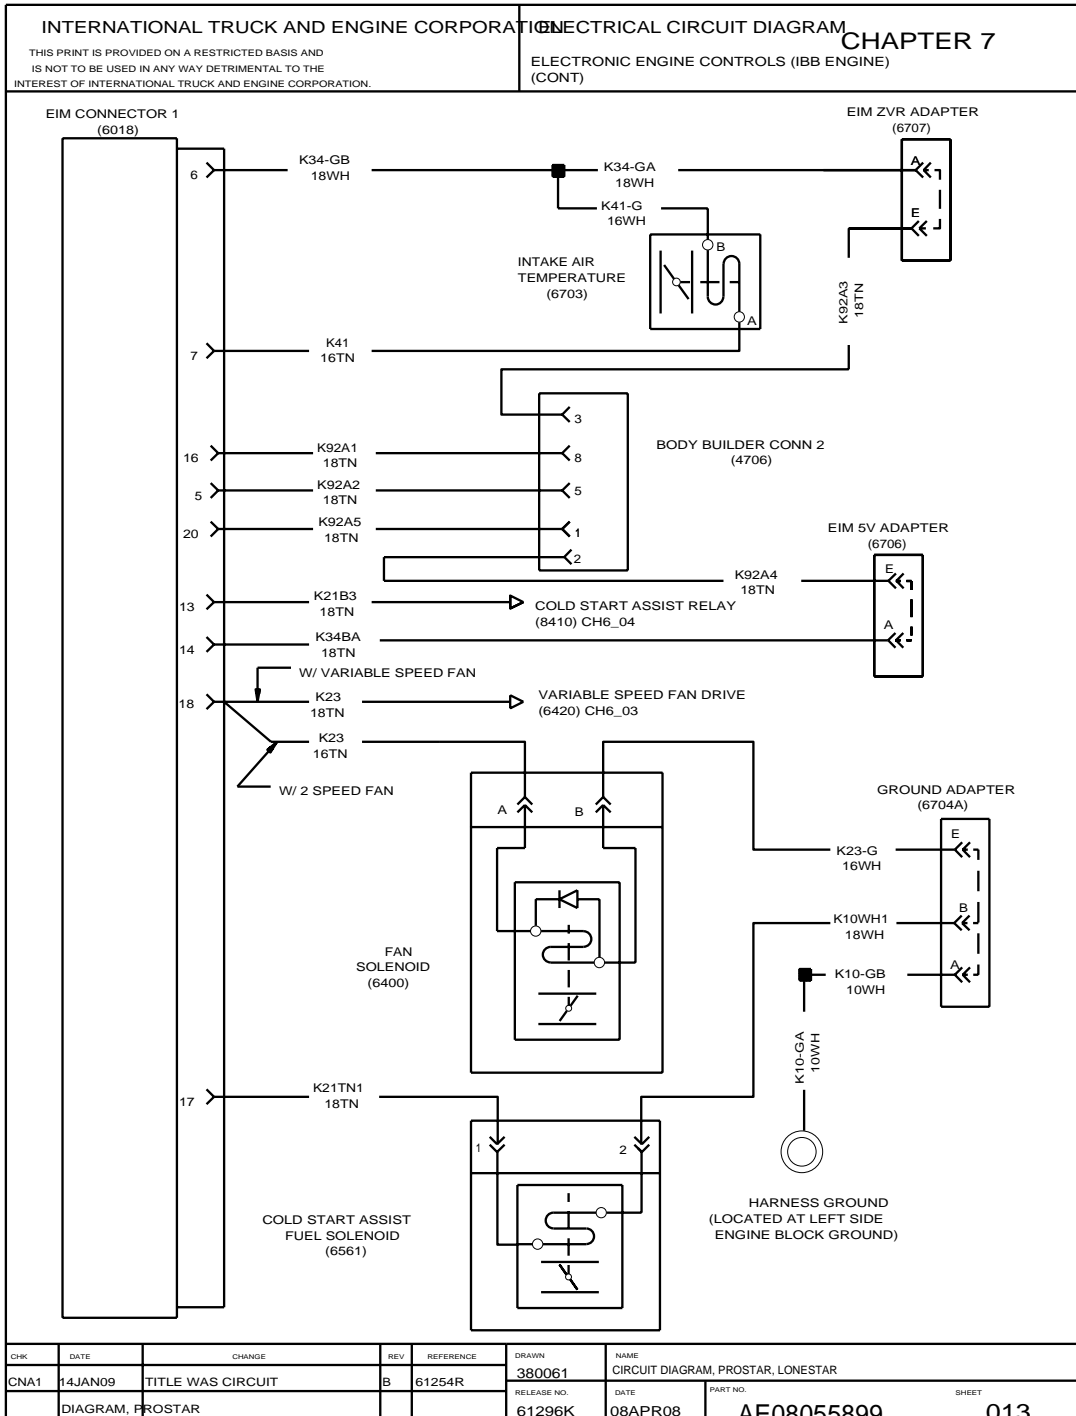 INTERNATIONAL TRUCK AND ENGINE CORPORATION
THIS PRINT IS PROVIDED ON A RESTRICTED BASIS AND
IS NOT TO BE USED IN ANY WAY DETRIMENTAL TO THE
INTEREST OF INTERNATIONAL TRUCK AND ENGINE CORPORATION.
ELECTRICAL CIRCUIT DIAGRAM
CHAPTER 7
ELECTRONIC ENGINE CONTROLS (IBB ENGINE)
(CONT)
EIM CONNECTOR 1
(6018)
EIM ZVR ADAPTER
(6707)
6
K34-GB
18WH
K34-GA
18WH
A
K41-G
16WH
E
B
INTAKE AIR
TEMPERATURE
(6703)
A
K92A3
18TN
7
K41
16TN
3
BODY BUILDER CONN 2
(4706)
16
K92A1
18TN
8
5
K92A2
18TN
5
20
K92A5
18TN
1
2
EIM 5V ADAPTER
(6706)
K92A4
18TN
E
13
K21B3
18TN
COLD START ASSIST RELAY
(8410) CH6_04
14
K34BA
18TN
A
W/ VARIABLE SPEED FAN
18
K23
18TN
VARIABLE SPEED FAN DRIVE
(6420) CH6_03
K23
16TN
W/ 2 SPEED FAN
A
B
GROUND ADAPTER
(6704A)
K23-G
16WH
E
K10WH1
18WH
B
K10-GB
10WH
A
FAN
SOLENOID
(6400)
K10-GA
10WH
17
K21TN1
18TN
1
2
HARNESS GROUND
(LOCATED AT LEFT SIDE
ENGINE BLOCK GROUND)
COLD START ASSIST
FUEL SOLENOID
(6561)
CHK DATE CHANGE REV REFERENCE
CNA1 14JAN09 TITLE WAS CIRCUIT B 61254R
DIAGRAM, PROSTAR
DRAWN
380061
NAME
CIRCUIT DIAGRAM, PROSTAR, LONESTAR
RELEASE NO.
61296K
DATE
08APR08
PART NO.
AE08055899
SHEET
013